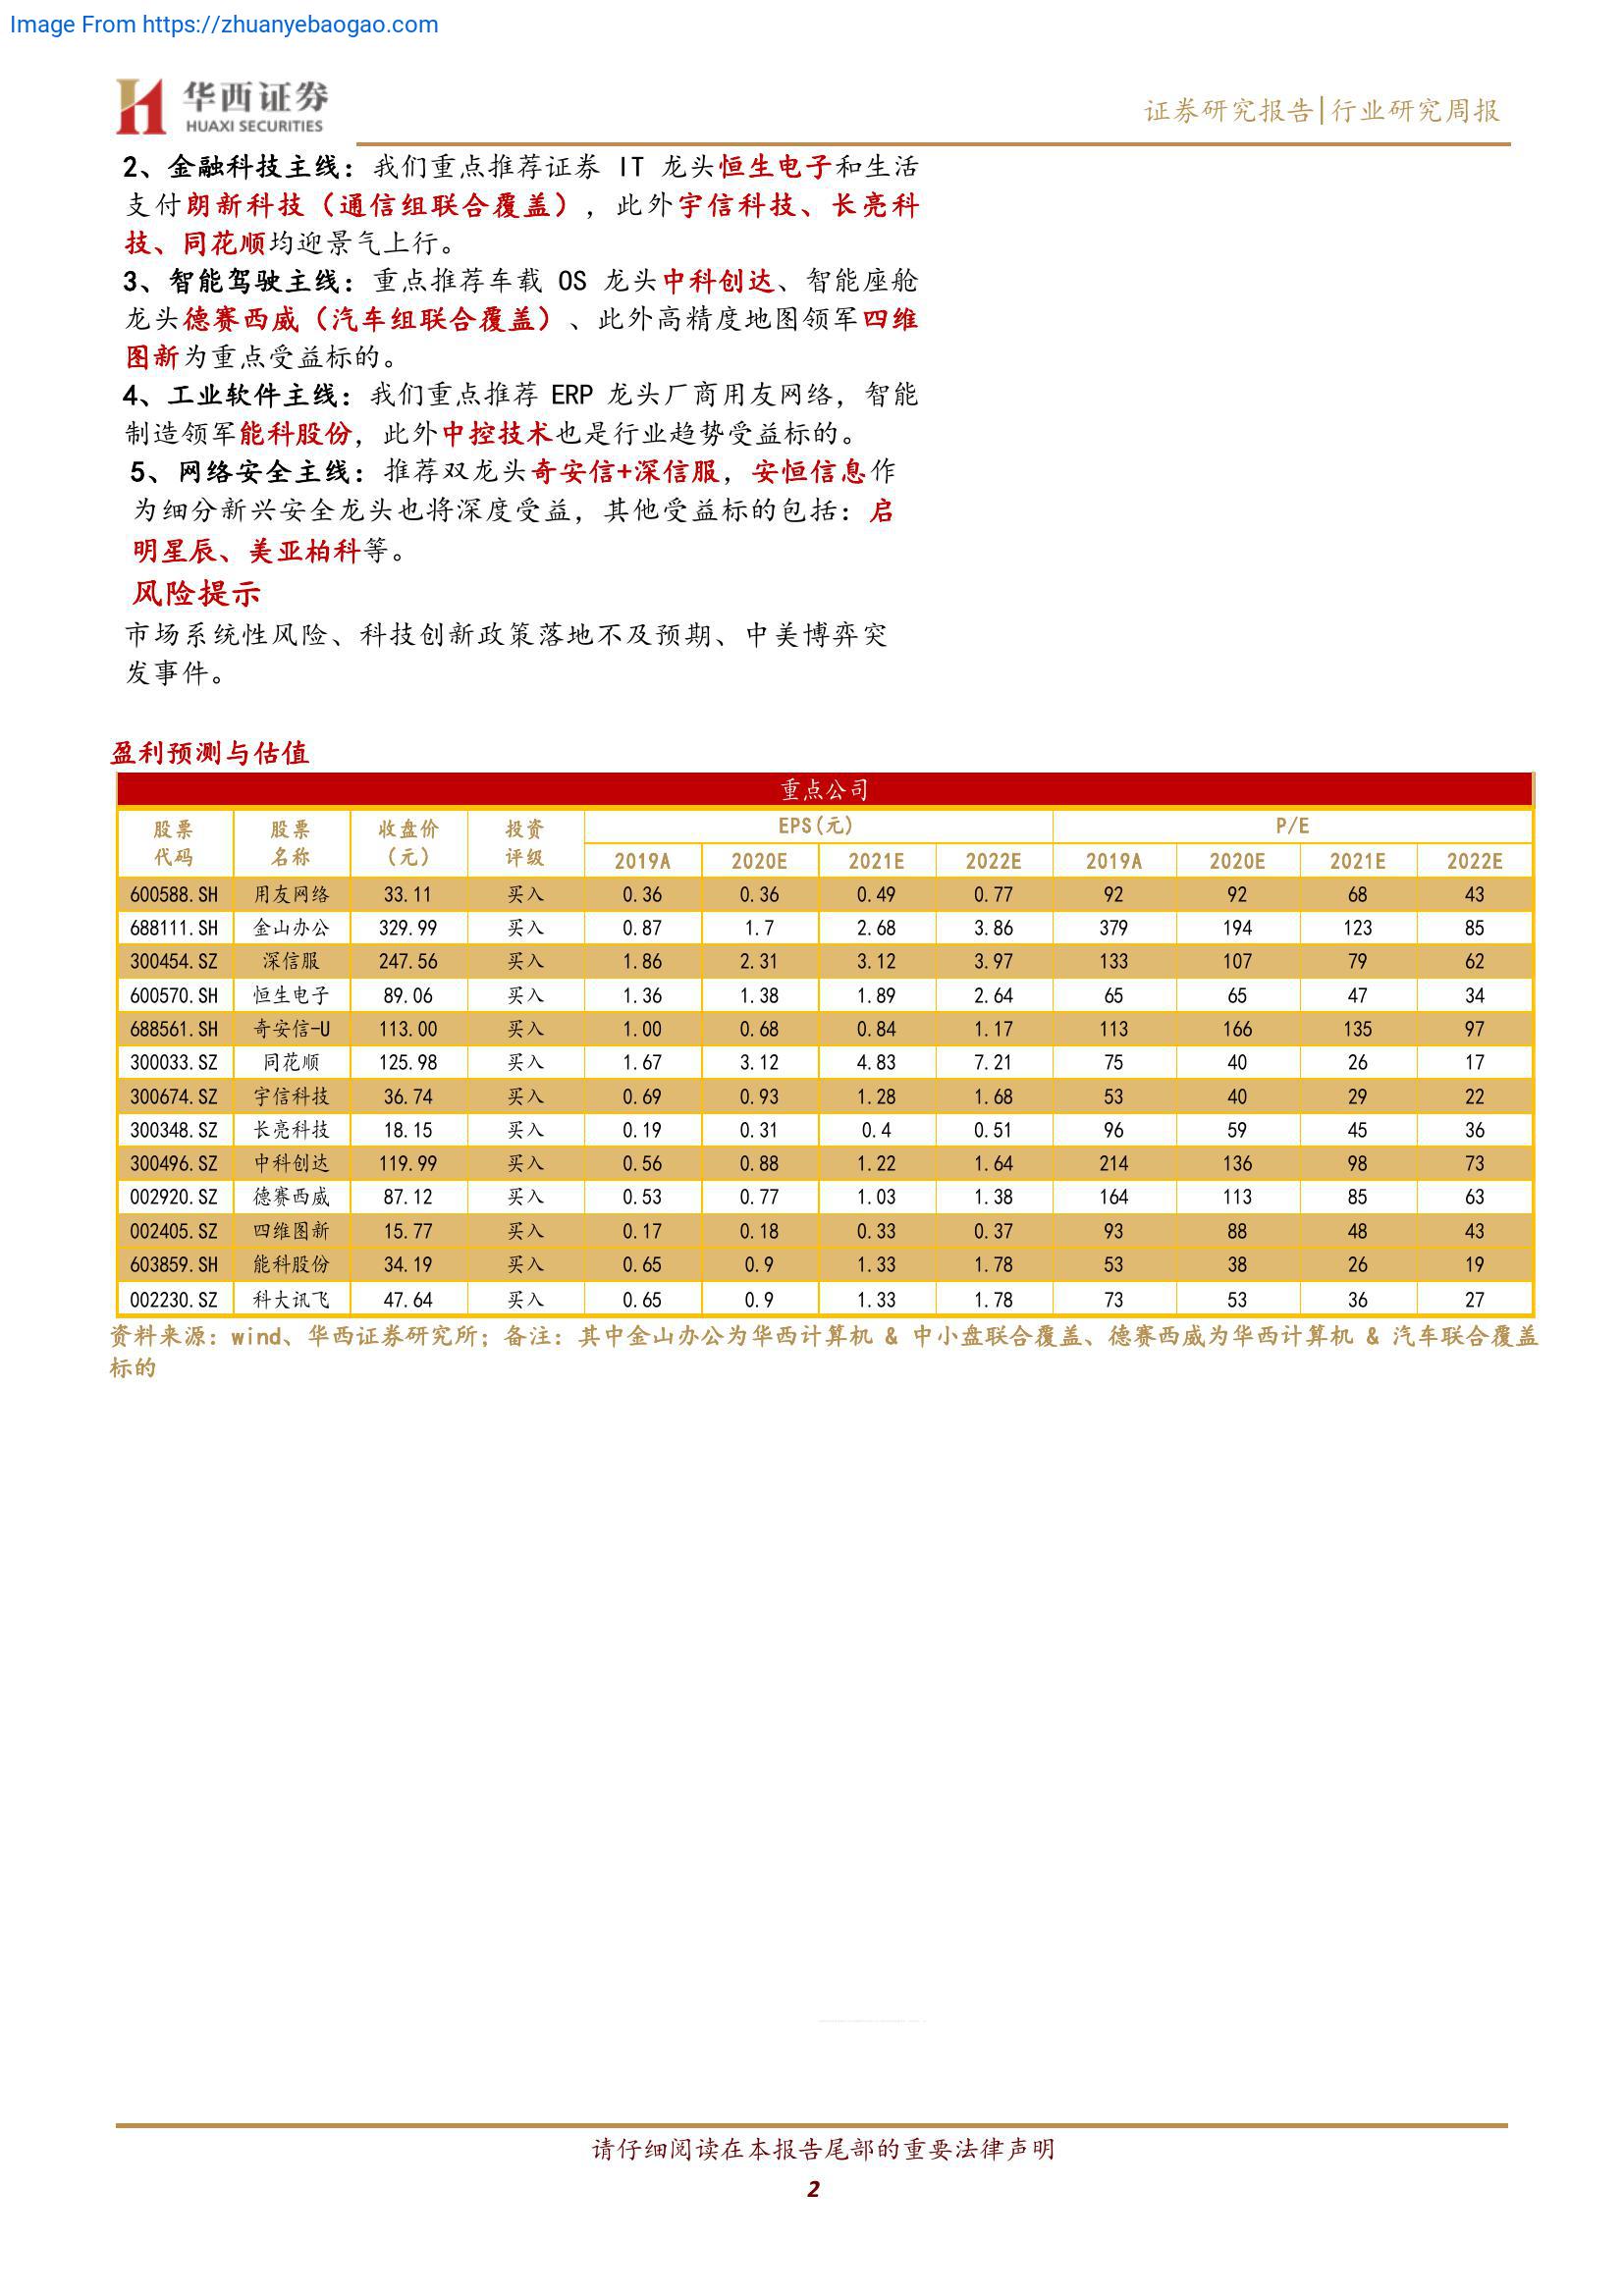 Image From https://zhuanyebaogao.com
华西证券
HUAXI SECURITIES
证券研究报告|行业研究周报
2、金融科技主线：我们重点推荐证券 IT 龙头恒生电子和生活
支付朗新科技（通信组联合覆盖），此外宇信科技、长亮科
技、同花顺均迎景气上行。
3、智能驾驶主线：重点推荐车载 OS 龙头中科创达、智能座舱
龙头德赛西威（汽车组联合覆盖）、此外高精度地图领军四维
图新为重点受益标的。
4、工业软件主线：我们重点推荐 ERP 龙头厂商用友网络，智能
制造领军能科股份，此外中控技术也是行业趋势受益标的。
5、网络安全主线：推荐双龙头奇安信+深信服，安恒信息作
为细分新兴安全龙头也将深度受益，其他受益标的包括：启
明星辰、美亚柏科等。
风险提示
市场系统性风险、科技创新政策落地不及预期、中美博弈突
发事件。
盈利预测与估值
重点公司
股票代码 股票名称 收盘价（元） 投资评级 EPS(元) P/E
2019A 2020E 2021E 2022E 2019A 2020E 2021E 2022E
600588.SH 用友网络 33.11 买入 0.36 0.36 0.49 0.77 92 92 68 43
688111.SH 金山办公 329.99 买入 0.87 1.7 2.68 3.86 379 194 123 85
300454.SZ 深信服 247.56 买入 1.86 2.31 3.12 3.97 133 107 79 62
600570.SH 恒生电子 89.06 买入 1.36 1.38 1.89 2.64 65 65 47 34
688561.SH 奇安信-U 113.00 买入 1.00 0.68 0.84 1.17 113 166 135 97
300033.SZ 同花顺 125.98 买入 1.67 3.12 4.83 7.21 75 40 26 17
300674.SZ 宇信科技 36.74 买入 0.69 0.93 1.28 1.68 53 40 29 22
300348.SZ 长亮科技 18.15 买入 0.19 0.31 0.4 0.51 96 59 45 36
300496.SZ 中科创达 119.99 买入 0.56 0.88 1.22 1.64 214 136 98 73
002920.SZ 德赛西威 87.12 买入 0.53 0.77 1.03 1.38 164 113 85 63
002405.SZ 四维图新 15.77 买入 0.17 0.18 0.33 0.37 93 88 48 43
603859.SH 能科股份 34.19 买入 0.65 0.9 1.33 1.78 53 38 26 19
002230.SZ 科大讯飞 47.64 买入 0.65 0.9 1.33 1.78 73 53 36 27
资料来源：wind、华西证券研究所；备注：其中金山办公为华西计算机 & 中小盘联合覆盖、德赛西威为华西计算机 & 汽车联合覆盖
标的
请仔细阅读在本报告尾部的重要法律声明
2